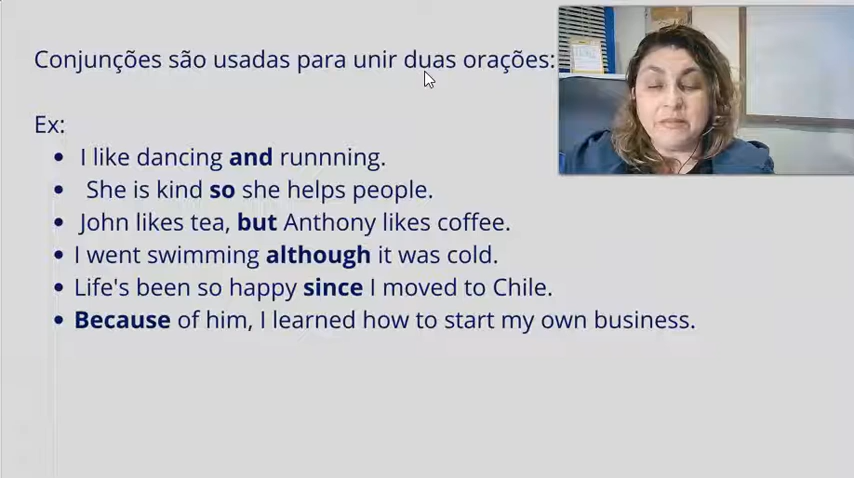 Conjunções são usadas para unir duas orações:
Ex:
• I like dancing and runnning.
• She is kind so she helps people.
• John likes tea, but Anthony likes coffee.
• I went swimming although it was cold.
• Life's been so happy since I moved to Chile.
• Because of him, I learned how to start my own business.